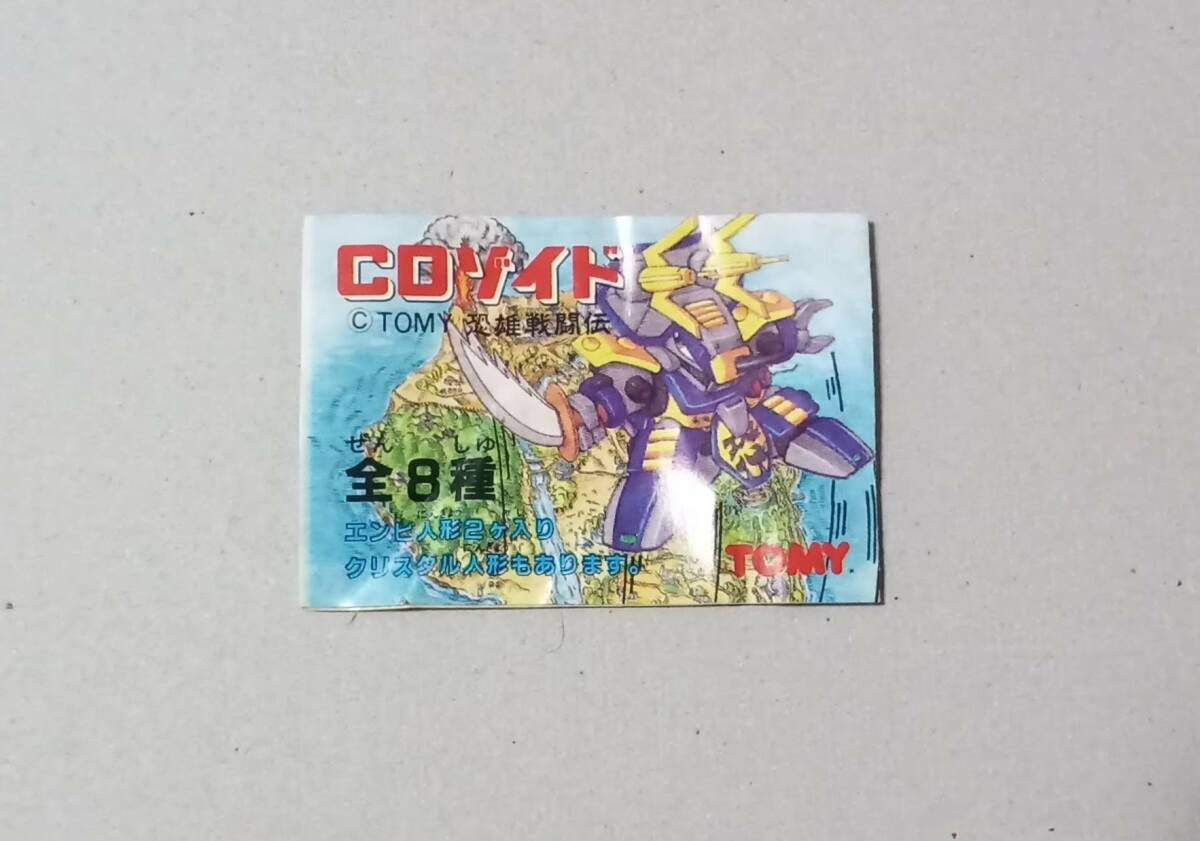 CDゾイド
© TOMY 恐雄戦闘伝
ぜん しゅ
全8種
エンビ人形2ヶ入り
クリスタル人形もあります。
TOMY